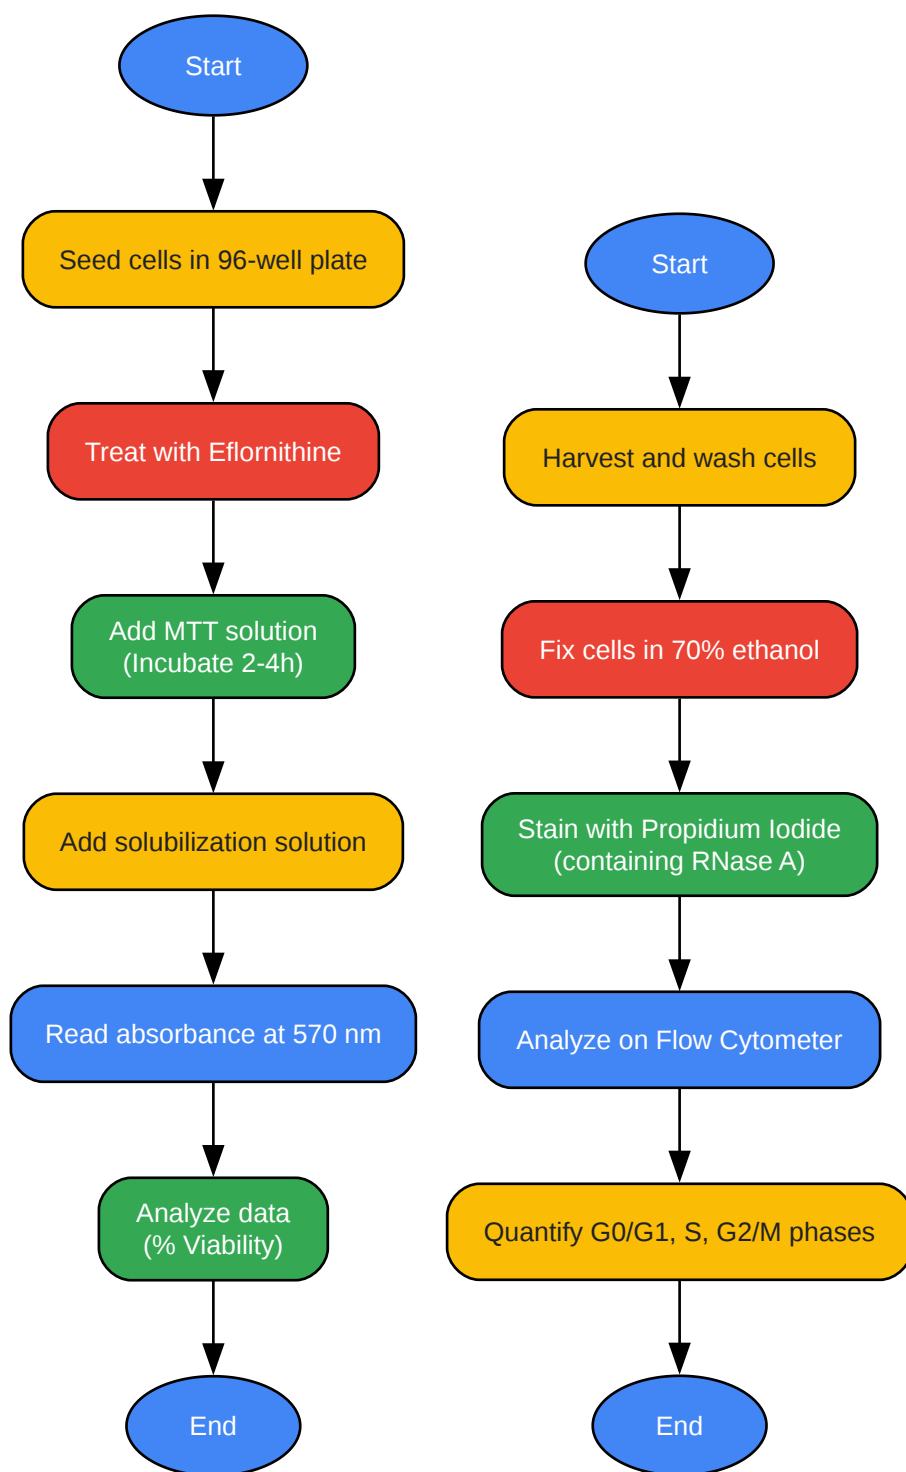 Start
Seed cells in 96-well plate
Treat with Eflornithine
Add MTT solution
(Incubate 2-4h)
Add solubilization solution
Read absorbance at 570 nm
Analyze data
(% Viability)
End
Start
Harvest and wash cells
Fix cells in 70% ethanol
Stain with Propidium Iodide
(containing RNase A)
Analyze on Flow Cytometer
Quantify G0/G1, S, G2/M phases
End